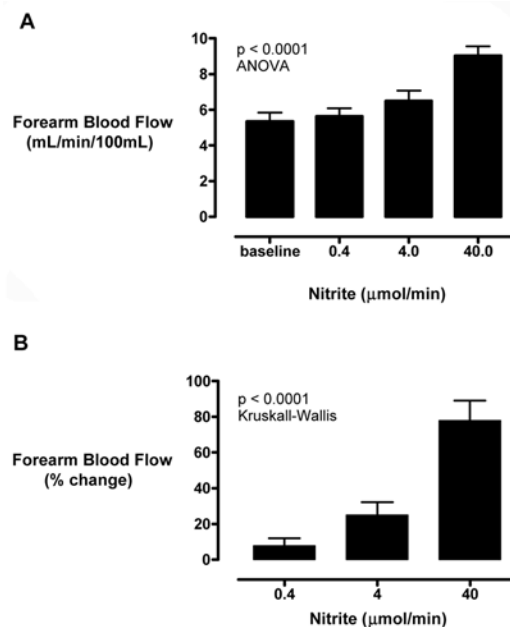 A
p < 0.0001
ANOVA
Forearm Blood Flow
(mL/min/100mL)
10
8
6
4
2
0
baseline 0.4 4.0 40.0
Nitrite (μmol/min)
B
p < 0.0001
Kruskall-Wallis
Forearm Blood Flow
(% change)
100
80
60
40
20
0
0.4 4 40
Nitrite (μmol/min)